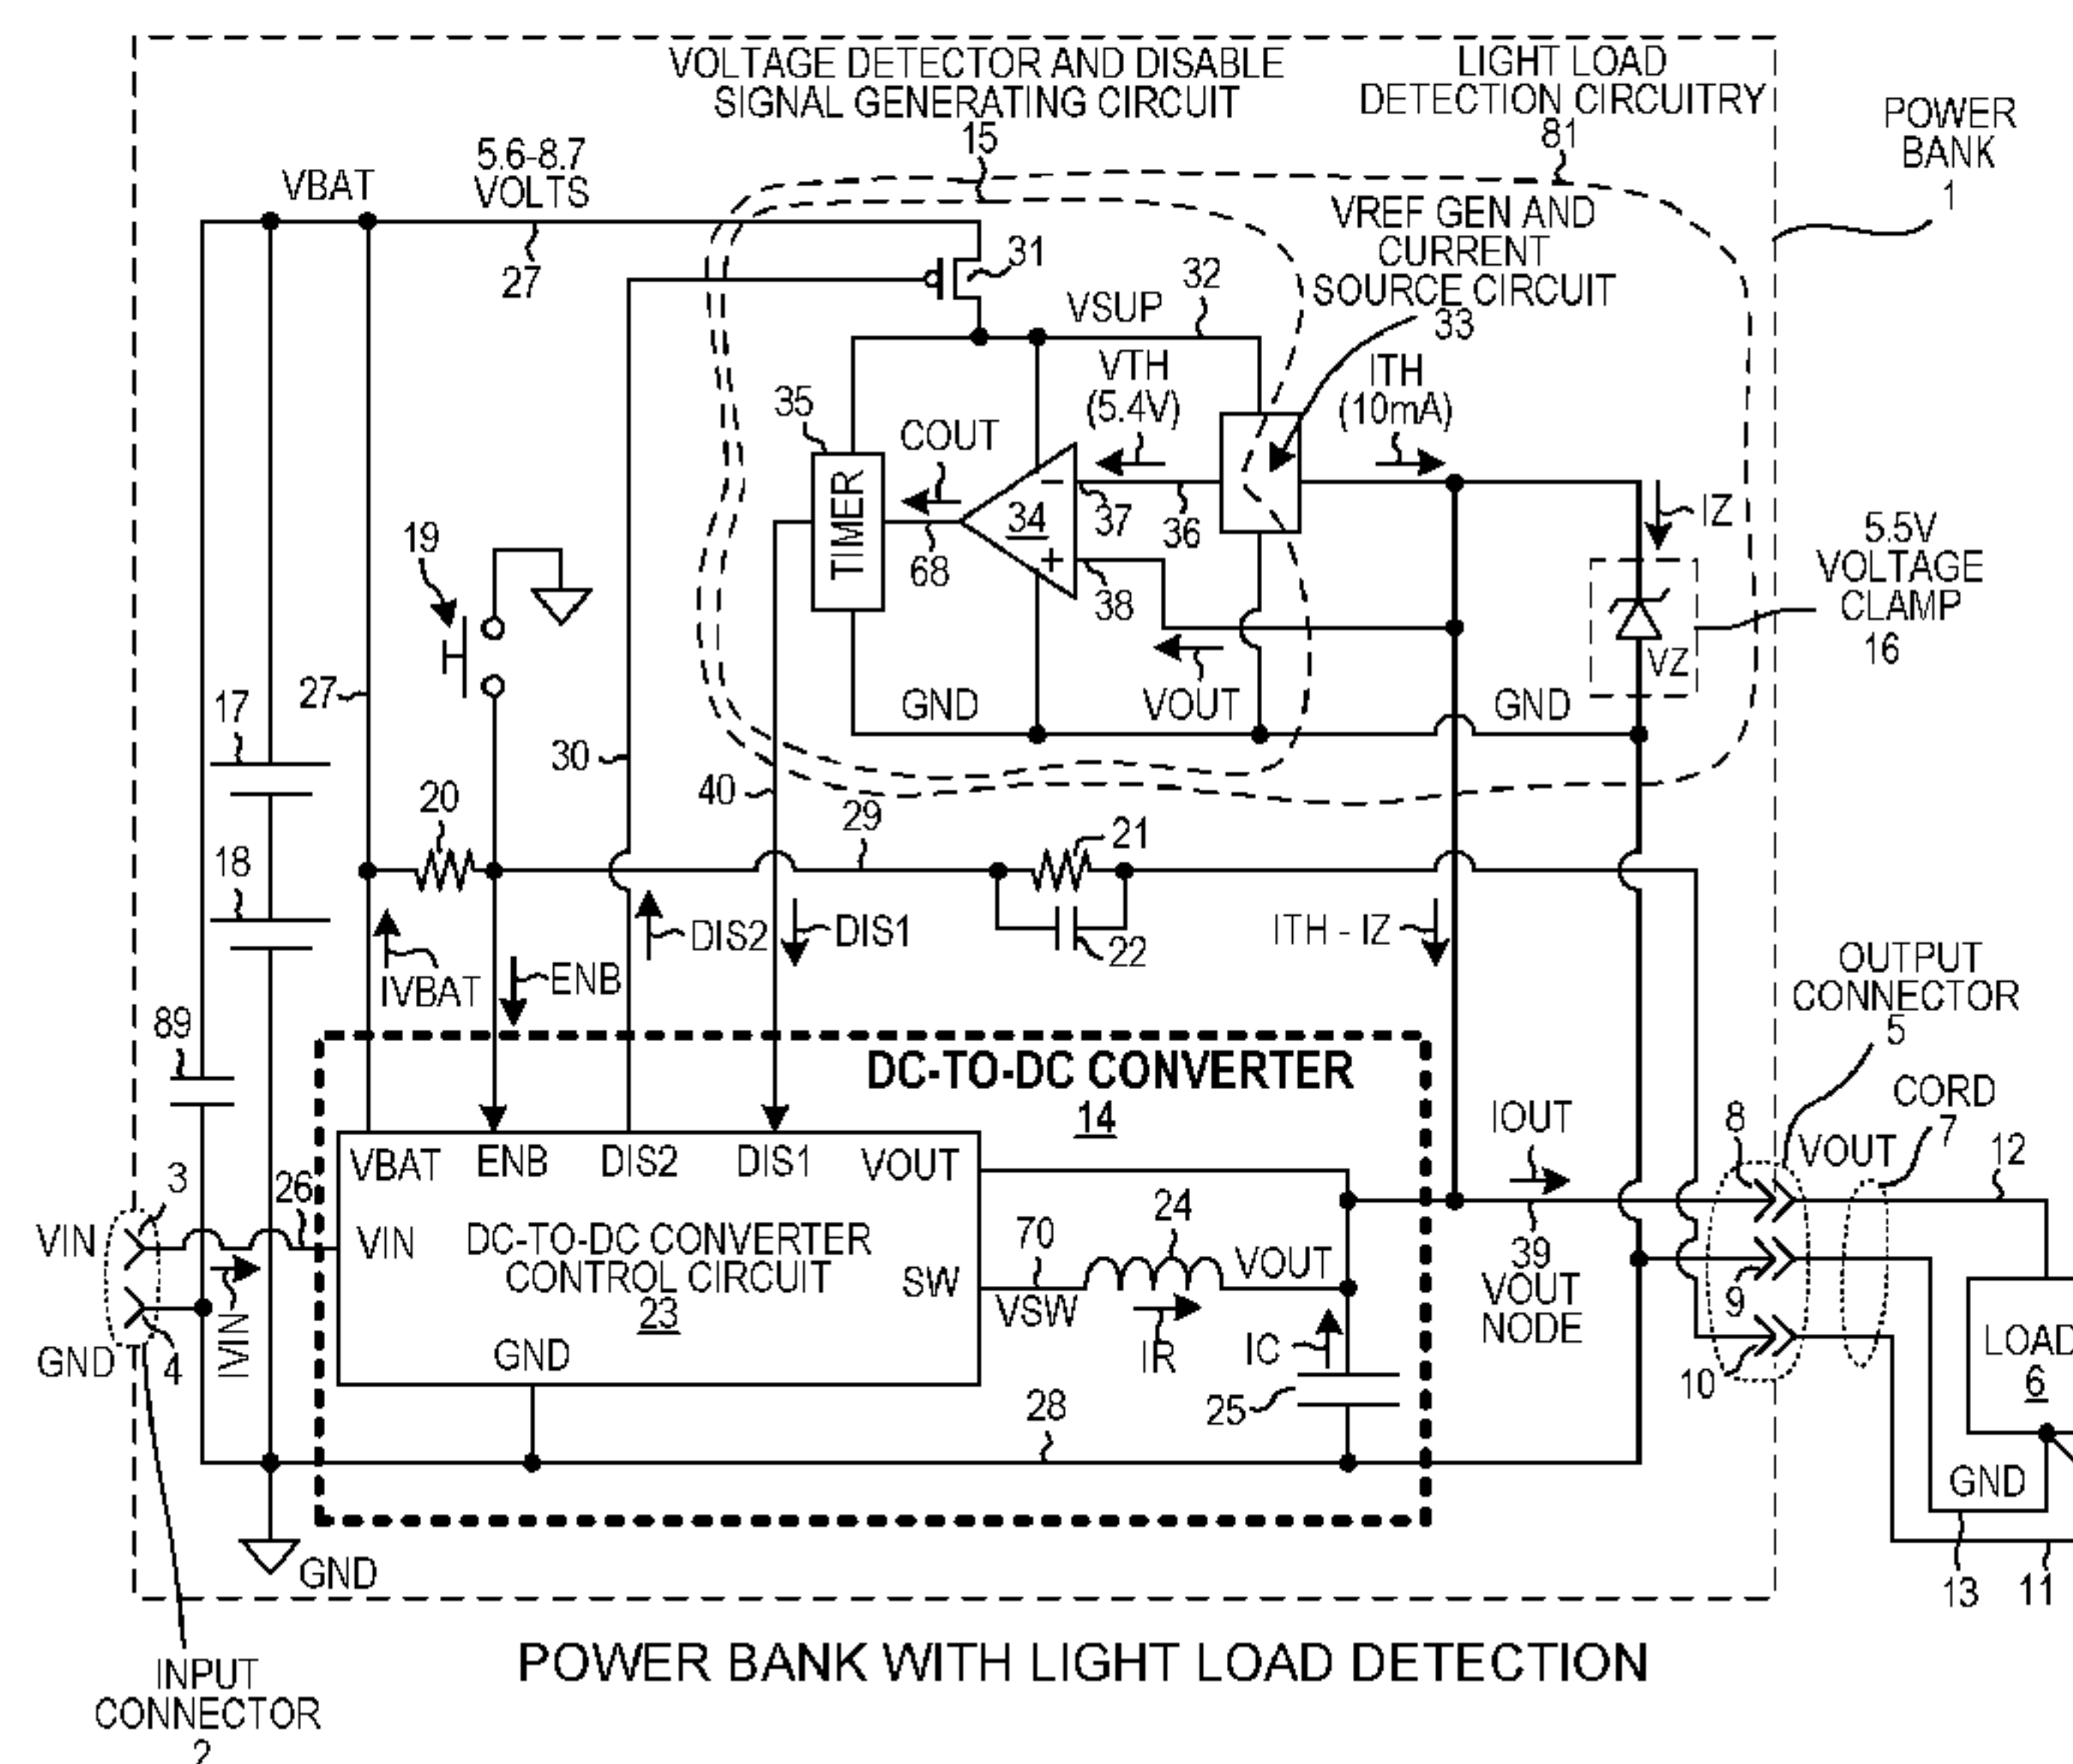 VOLTAGE DETECTOR AND DISABLE
SIGNAL GENERATING CIRCUIT
15
LIGHT LOAD
DETECTION CIRCUITRY
81
POWER
BANK
1
VBAT
5.6-8.7
VOLTS
27
31
VREF GEN AND
CURRENT
SOURCE CIRCUIT
33
VSUP
32
VTH
(5.4V)
ITH
(10mA)
35
COUT
TIMER
34
−
+
37
36
38
68
IZ
5.5V
VOLTAGE
CLAMP
16
VZ
19
27
17
GND
VOUT
GND
30
40
20
29
21
18
22
DIS2
DIS1
ITH - IZ
IVBAT
ENB
OUTPUT
CONNECTOR
5
89
DC-TO-DC CONVERTER
14
IOUT
8
CORD
7
VOUT
12
3
26
VBAT
ENB
DIS2
DIS1
VOUT
VIN
VIN
DC-TO-DC CONVERTER
CONTROL CIRCUIT
23
SW
70
24
VOUT
VSW
IR
IC
39
VOUT
NODE
9
10
LOAD
6
GND
4
IVIN
GND
25
28
GND
GND
13
11
POWER BANK WITH LIGHT LOAD DETECTION
INPUT
CONNECTOR
2